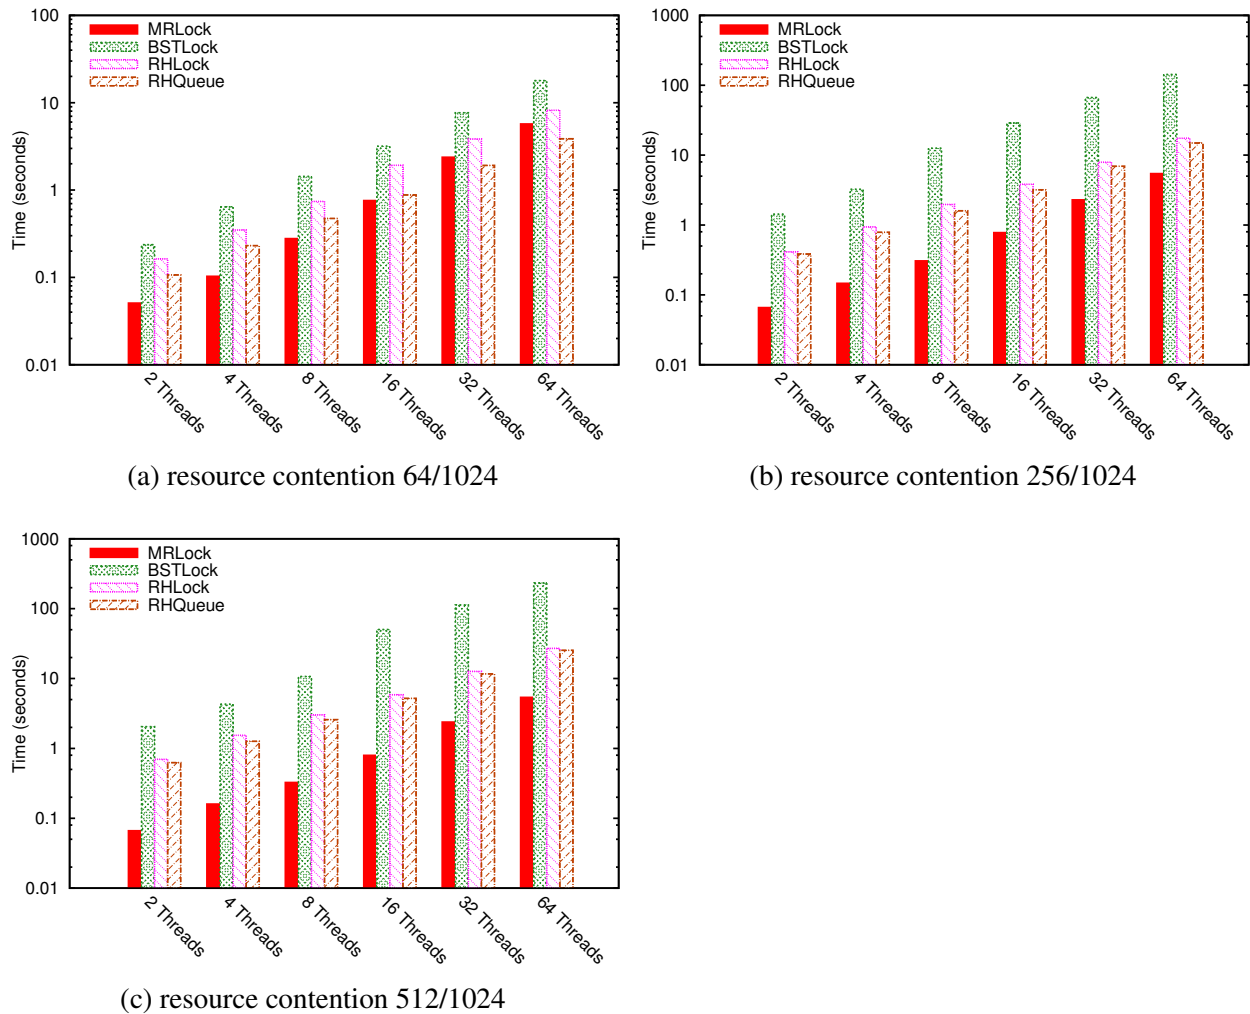 100
10
1
0.1
0.01
Time (seconds)
MRLock
BSTLock
RHLock
RHQueue
2 Threads
4 Threads
8 Threads
16 Threads
32 Threads
64 Threads
(a) resource contention 64/1024
1000
100
10
1
0.1
0.01
Time (seconds)
MRLock
BSTLock
RHLock
RHQueue
2 Threads
4 Threads
8 Threads
16 Threads
32 Threads
64 Threads
(b) resource contention 256/1024
1000
100
10
1
0.1
0.01
Time (seconds)
MRLock
BSTLock
RHLock
RHQueue
2 Threads
4 Threads
8 Threads
16 Threads
32 Threads
64 Threads
(c) resource contention 512/1024